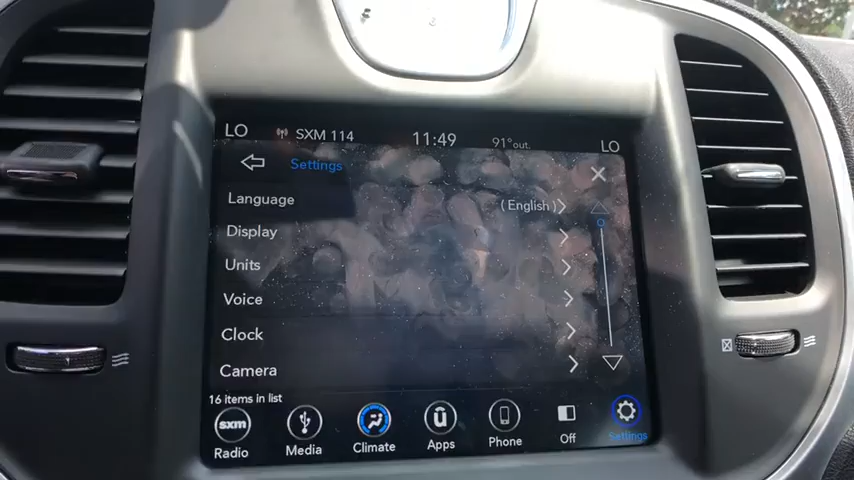 LO SXM 114 11:49 91° out. LO
Settings
Language (English)
Display
Units
Voice
Clock
Camera
16 items in list
sxm
Radio Media Climate Apps Phone Off Settings